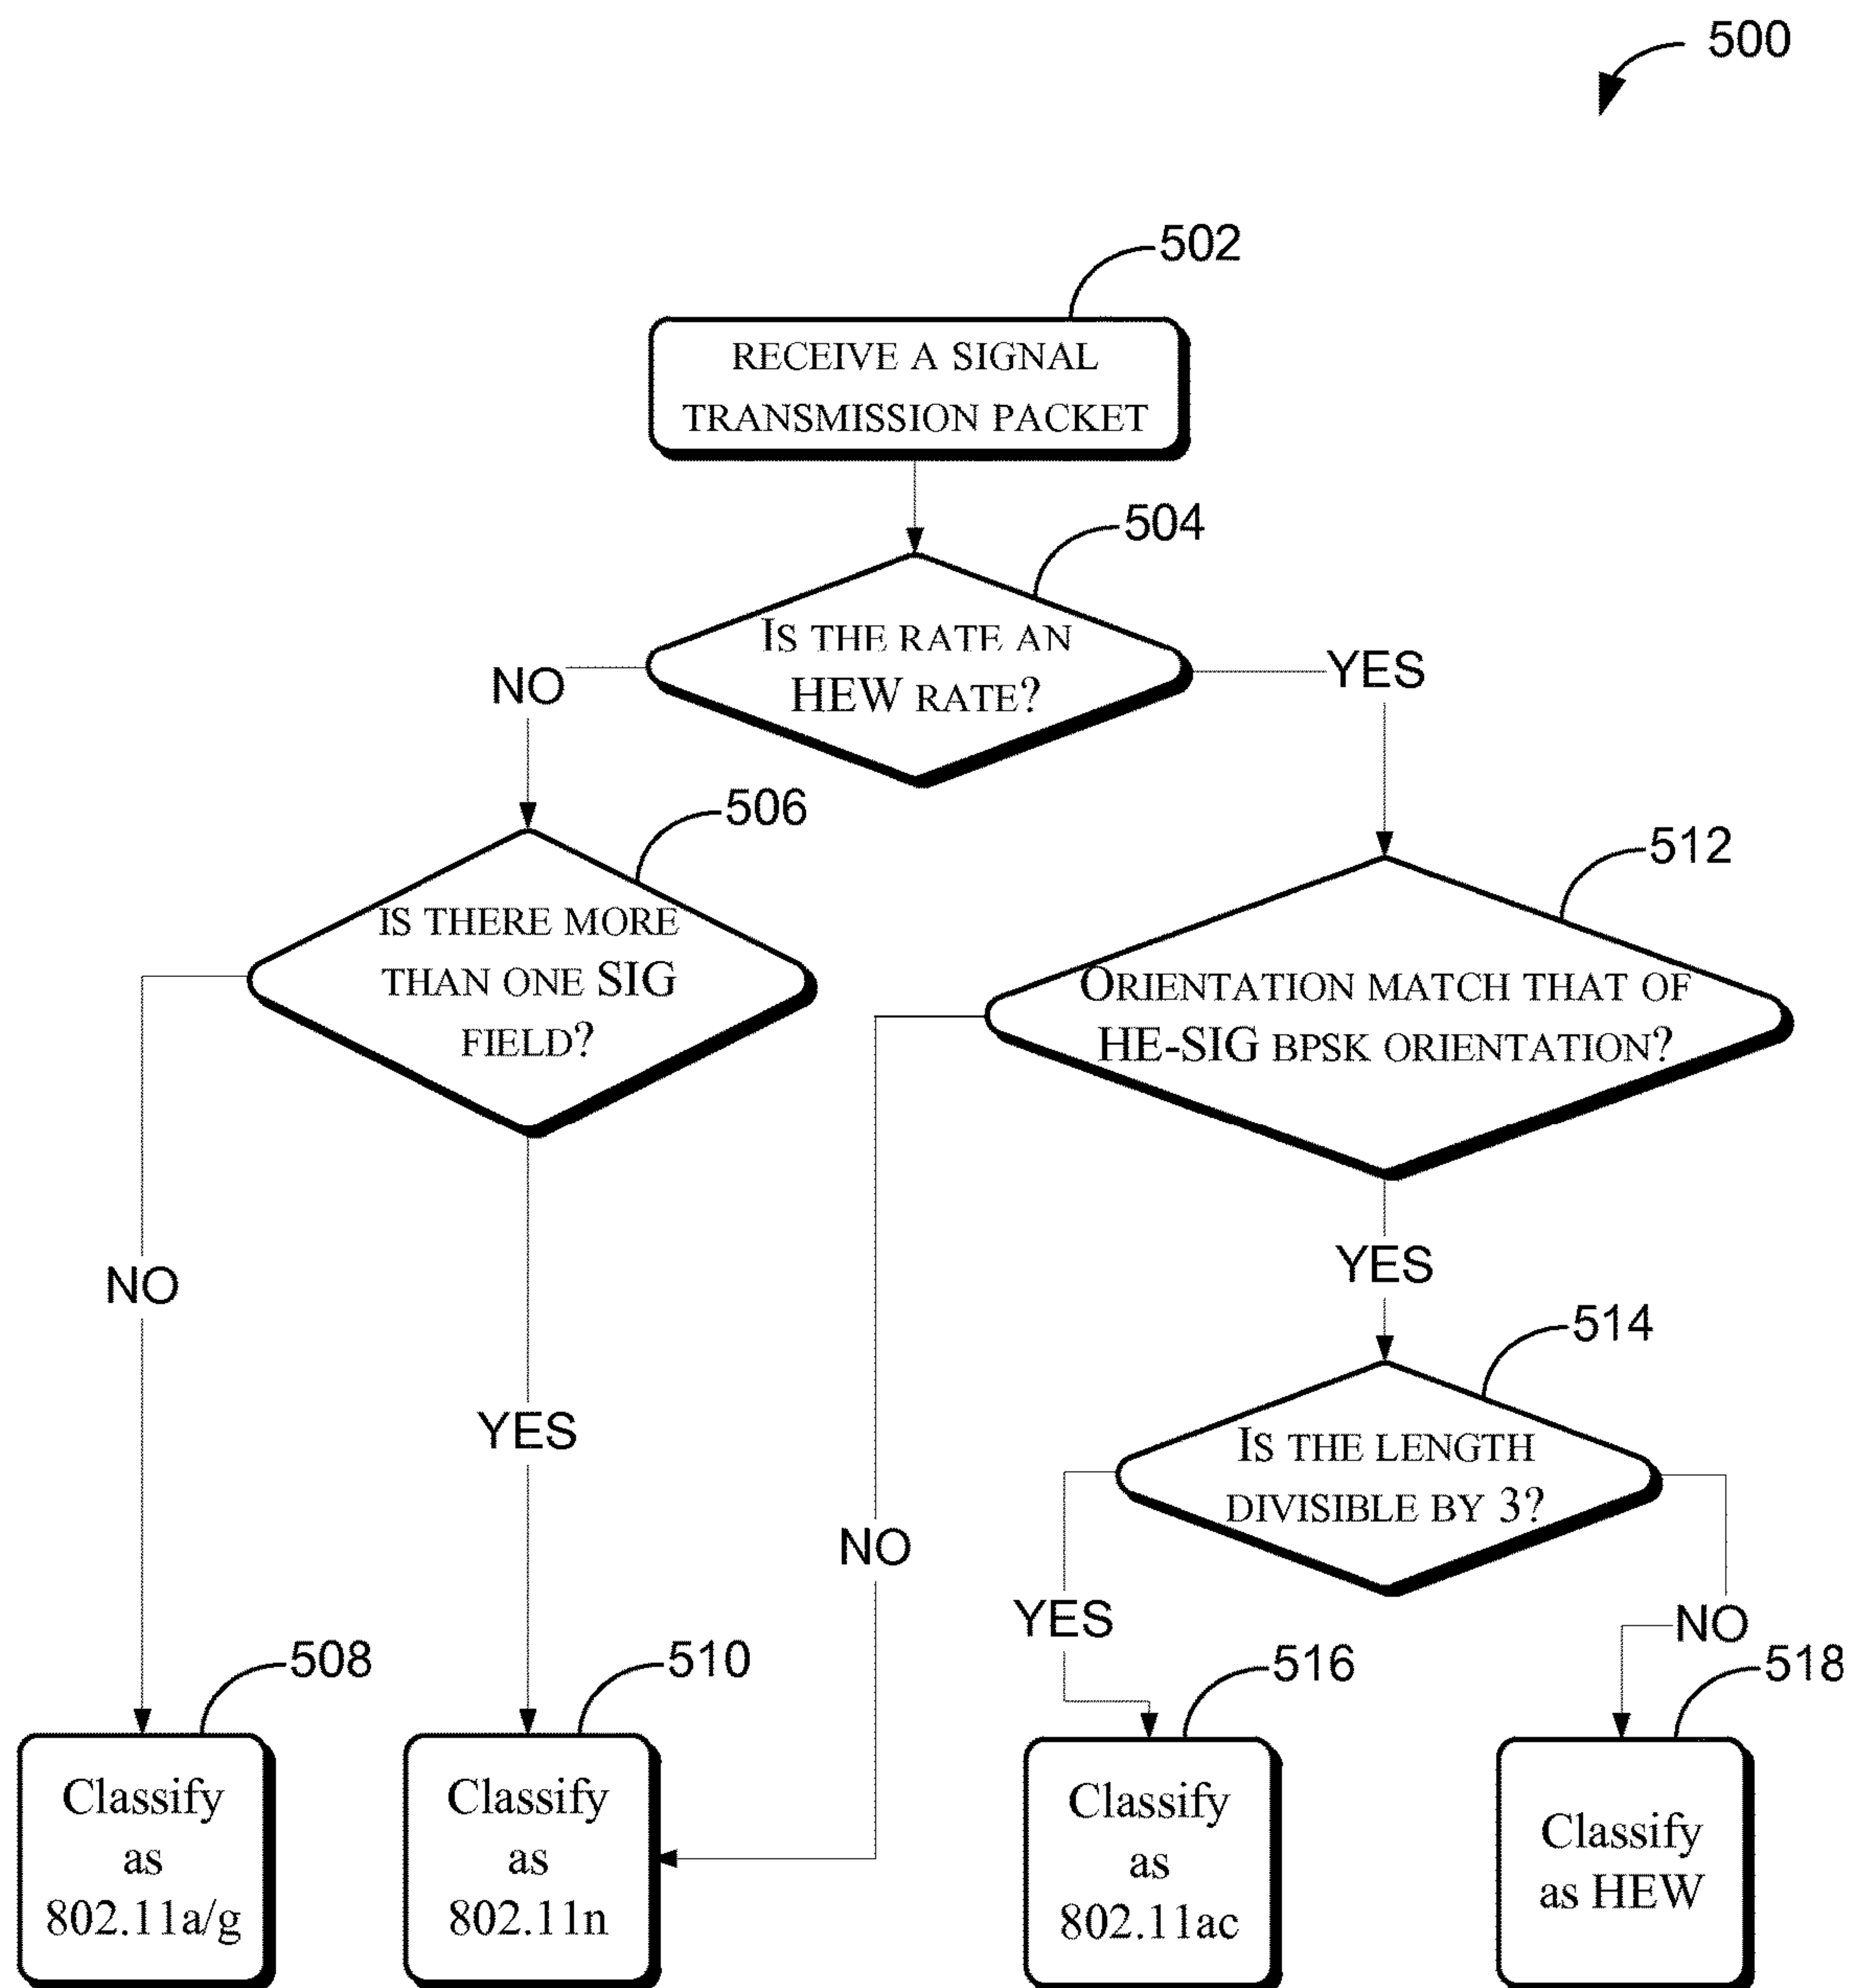 500
502
RECEIVE A SIGNAL
TRANSMISSION PACKET
504
IS THE RATE AN
HEW RATE?
NO
YES
506
IS THERE MORE
THAN ONE SIG
FIELD?
512
ORIENTATION MATCH THAT OF
HE-SIG BPSK ORIENTATION?
NO
YES
YES
514
IS THE LENGTH
DIVISIBLE BY 3?
NO
YES
NO
508
510
516
518
Classify
as
802.11a/g
Classify
as
802.11n
Classify
as
802.11ac
Classify
as HEW